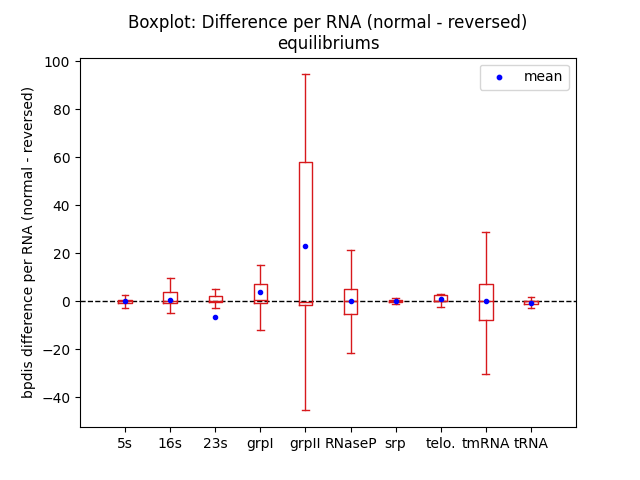 Boxplot: Difference per RNA (normal - reversed)
equilibriums
bpdis difference per RNA (normal - reversed)
100
80
60
40
20
0
−20
−40
mean
5s 16s 23s grpI grpII RNaseP srp telo. tmRNA tRNA